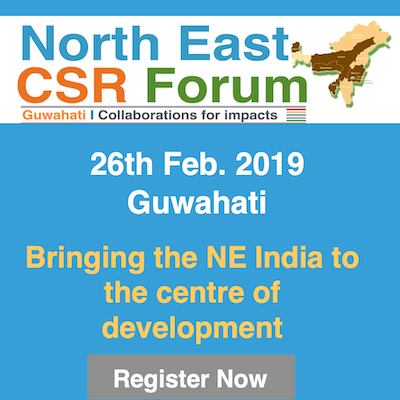 North East
CSR Forum
Guwahati I Collaborations for impacts
26th Feb. 2019
Guwahati
Bringing the NE India to
the centre of
development
Register Now